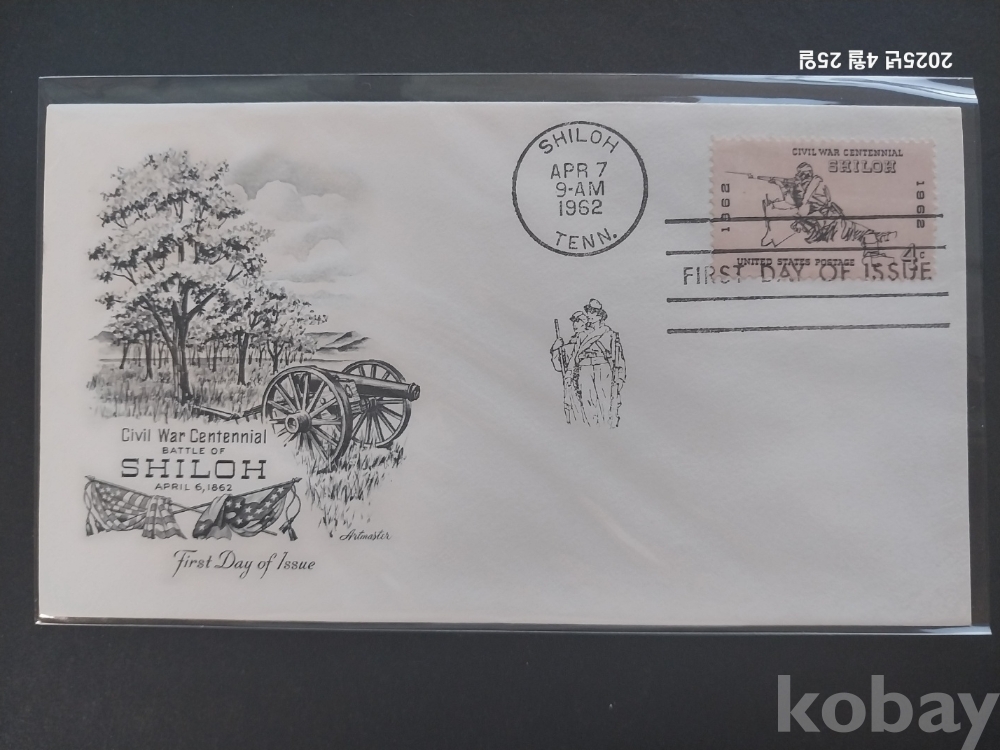 2025년 4월 25일
SHILOH
APR 7
9-AM
1962
TENN.
CIVIL WAR CENTENNIAL
SHILOH
1862
1962
UNITED STATES POSTAGE
4c
FIRST DAY OF ISSUE
Civil War Centennial
BATTLE OF
SHILOH
APRIL 6, 1862
Artmaster
First Day of Issue
kobay